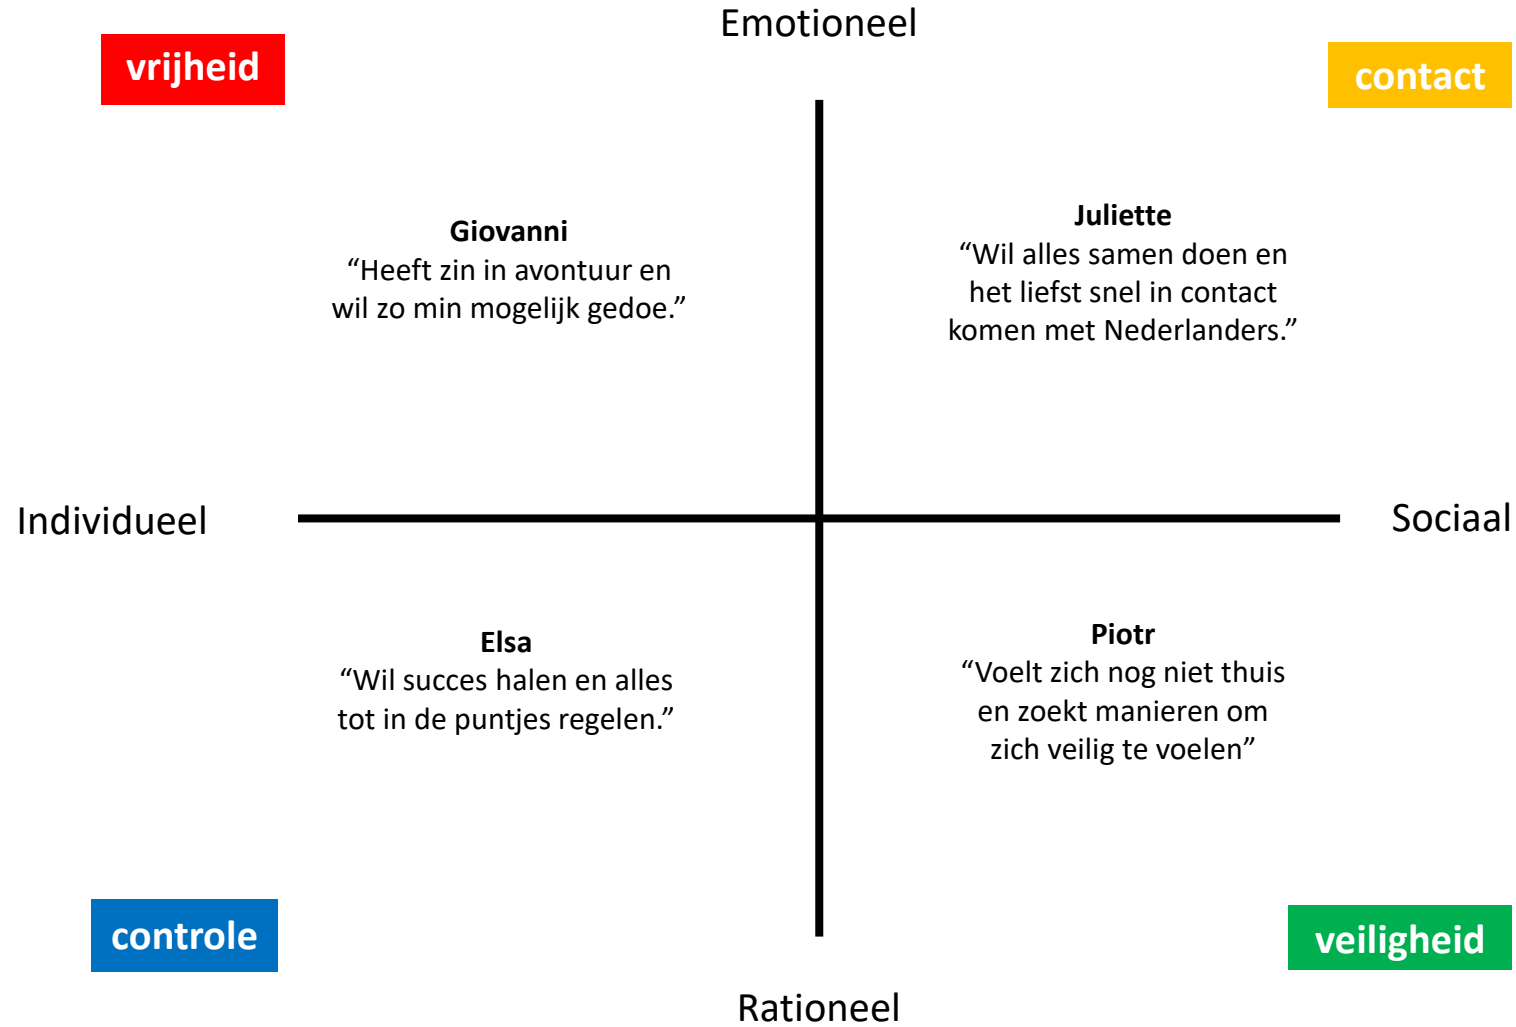 Emotioneel
vrijheid
contact
Giovanni
“Heeft zin in avontuur en
wil zo min mogelijk gedoe.”
Juliette
“Wil alles samen doen en
het liefst snel in contact
komen met Nederlanders.”
Individueel
Sociaal
Elsa
“Wil succes halen en alles
tot in de puntjes regelen.”
Piotr
“Voelt zich nog niet thuis
en zoekt manieren om
zich veilig te voelen”
controle
veiligheid
Rationeel